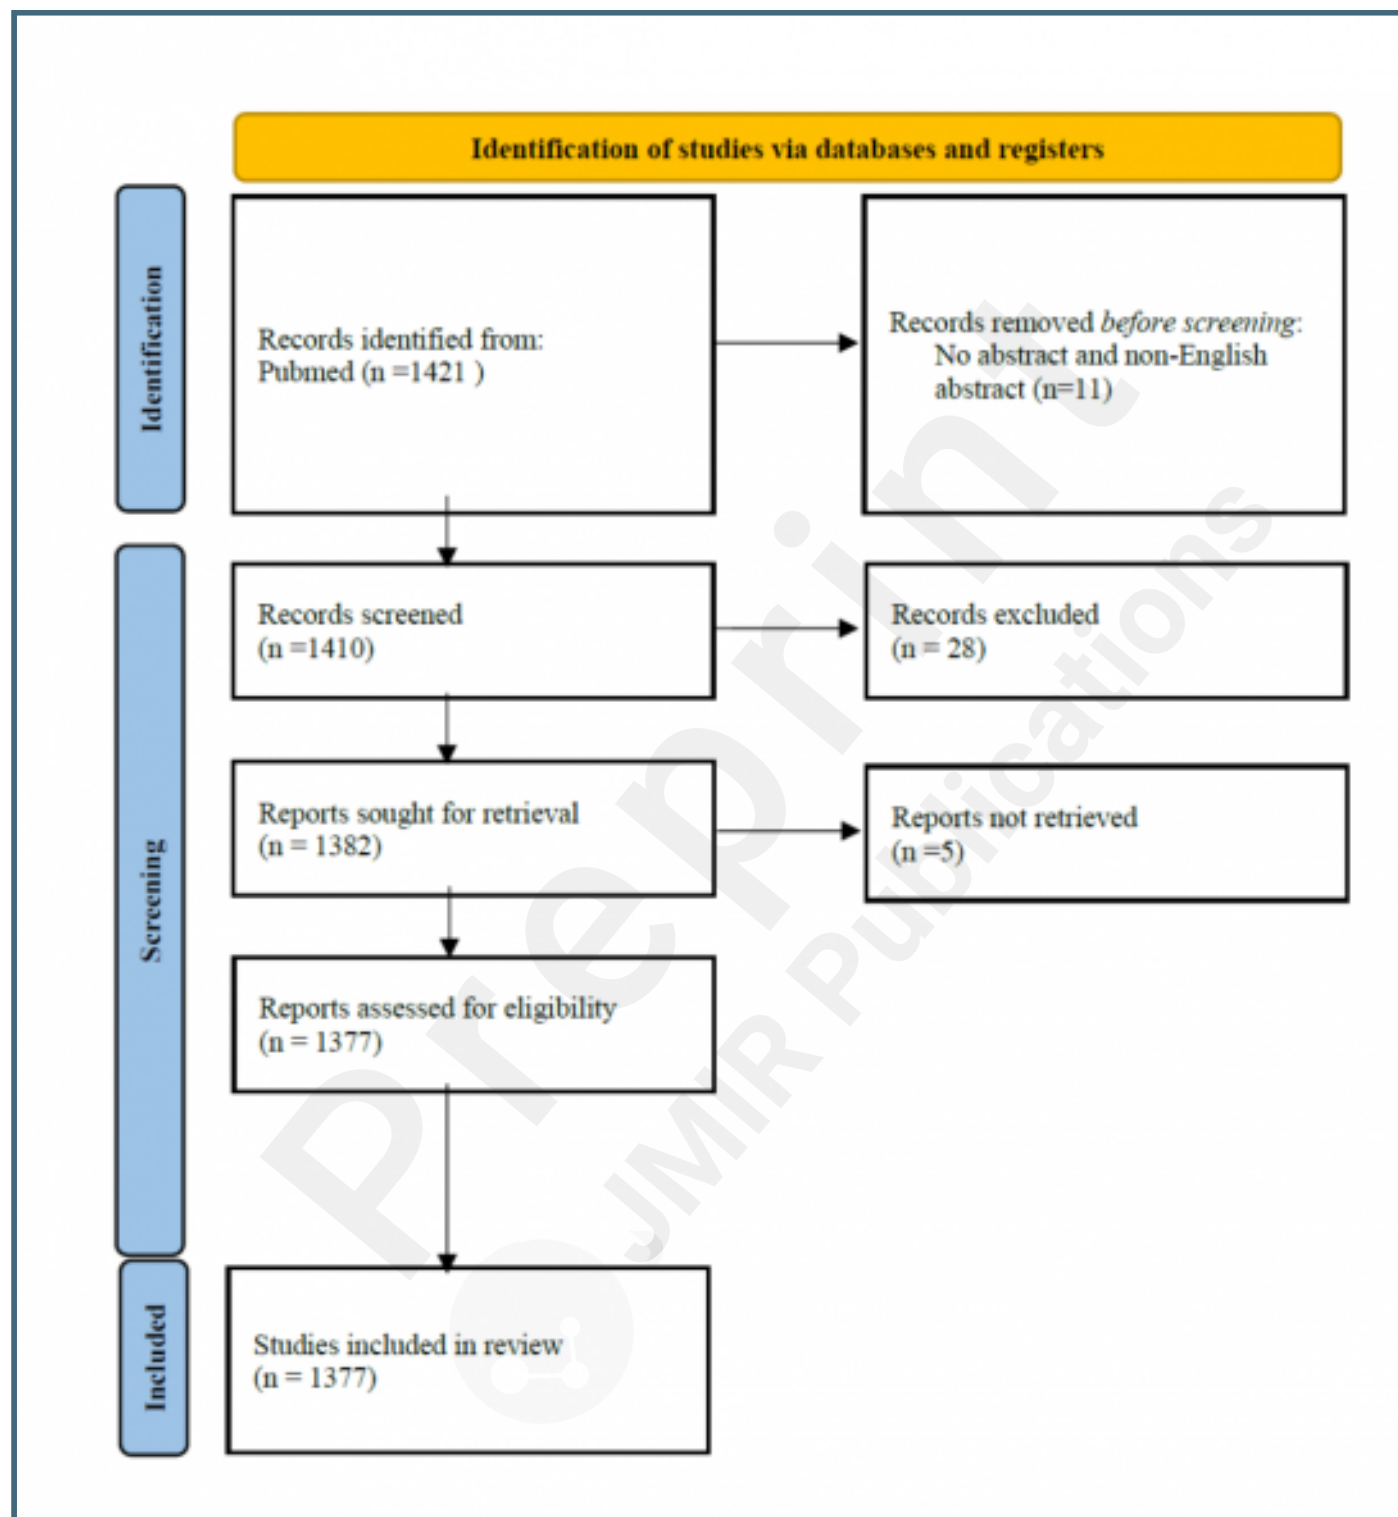 Identification of studies via databases and registers
Identification
Records identified from:
Pubmed (n =1421 )
Records removed before screening:
No abstract and non-English
abstract (n=11)
Screening
Records screened
(n =1410)
Records excluded
(n = 28)
Reports sought for retrieval
(n = 1382)
Reports not retrieved
(n =5)
Reports assessed for eligibility
(n = 1377)
Included
Studies included in review
(n = 1377)
Preprint
JMIR Publications